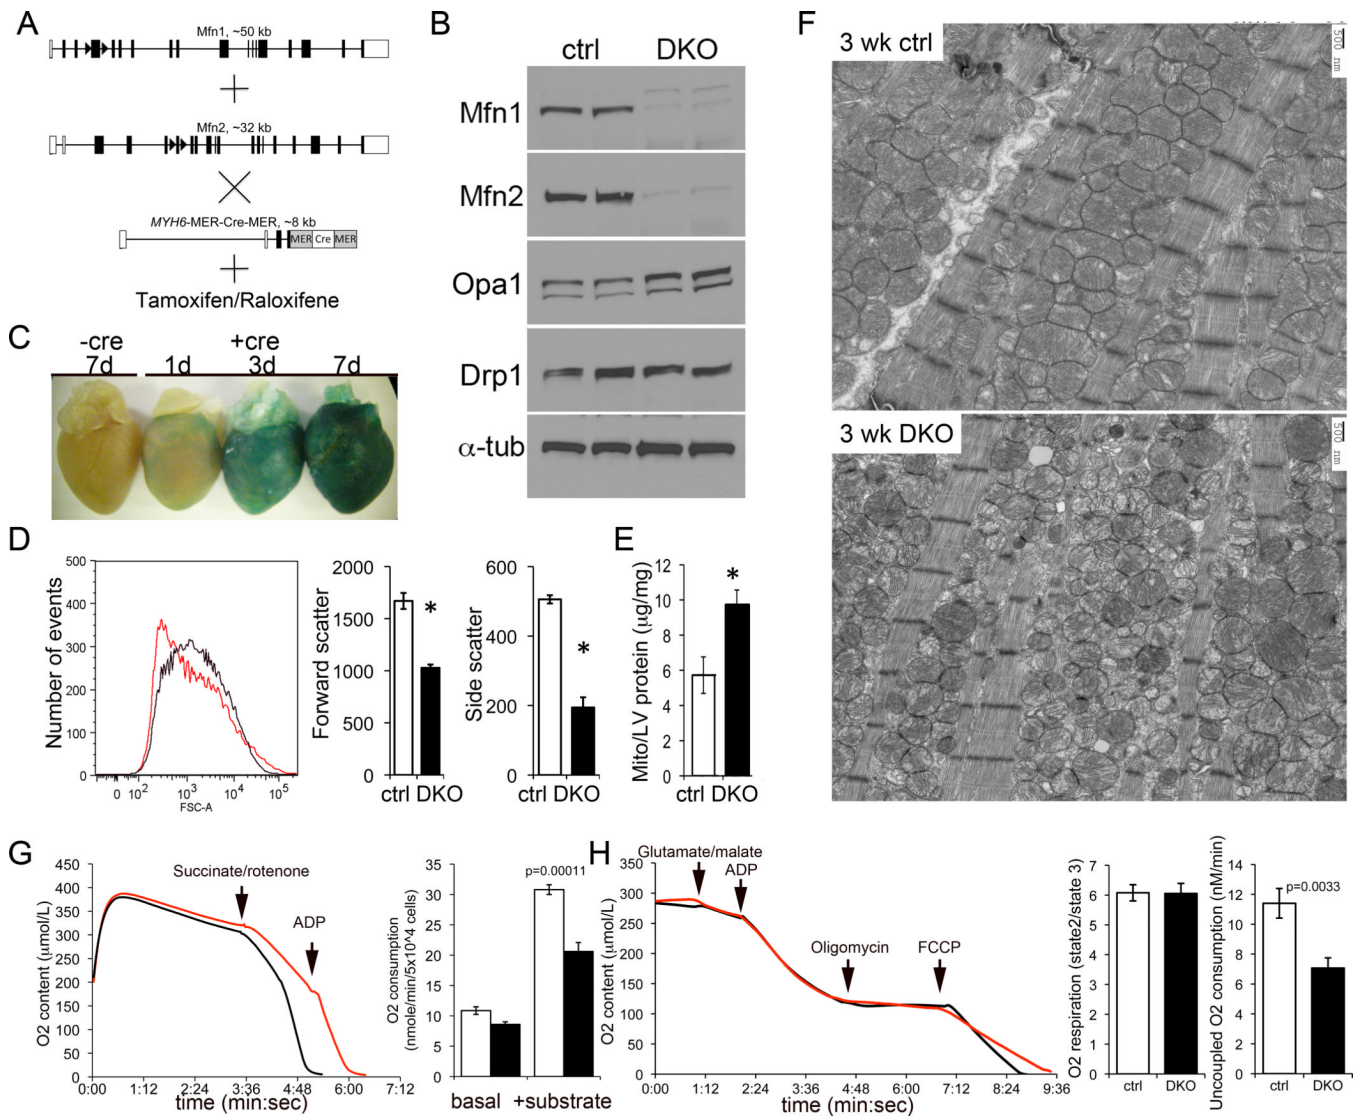 A
Mfn1, ~50 kb
Mfn2, ~32 kb
MYH6-MER-Cre-MER, ~8 kb
MER Cre MER
Tamoxifen/Raloxifene
B
ctrl DKO
Mfn1
Mfn2
Opa1
Drp1
α-tub
C
-cre +cre
7d 1d 3d 7d
D
Number of events
500
400
300
200
100
0
0 10^2 10^3 10^4 10^5
FSC-A
Forward scatter
2000
1500
1000
500
0
*
ctrl DKO
Side scatter
600
400
200
0
*
ctrl DKO
E
Mito/LV protein (μg/mg)
12
10
8
6
4
2
0
*
ctrl DKO
F
3 wk ctrl
500 nm
3 wk DKO
500 nm
G
O2 content (μmol/L)
450
400
350
300
250
200
150
100
50
0
Succinate/rotenone
ADP
0:00 1:12 2:24 3:36 4:48 6:00 7:12
time (min:sec)
O2 consumption
(nmole/min/5x10^4 cells)
35
30
25
20
15
10
5
0
p=0.00011
basal +substrate
H
O2 content (μmol/L)
350
300
250
200
150
100
50
0
Glutamate/malate
ADP
Oligomycin
FCCP
0:00 1:12 2:24 3:36 4:48 6:00 7:12 8:24 9:36
time (min:sec)
O2 respiration (state2/state 3)
7
6
5
4
3
2
1
0
ctrl DKO
Uncoupled O2 consumption (nM/min)
14
12
10
8
6
4
2
0
p=0.0033
ctrl DKO